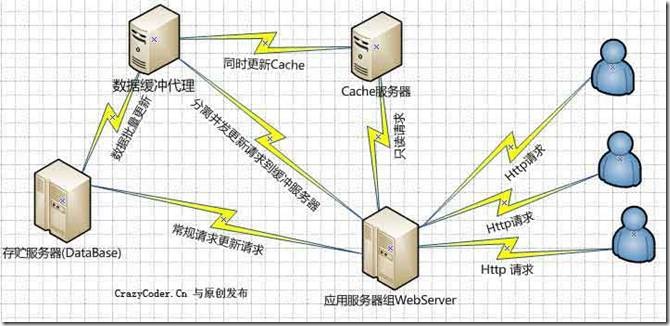 同时更新Cache
数据缓冲代理
Cache服务器
数据批量更新
分离并发更新请求到缓冲服务器
只读请求
Http请求
Http请求
常规请求更新请求
存贮服务器(DataBase)
Http 请求
CrazyCoder.Cn 与原创发布
应用服务器组WebServer